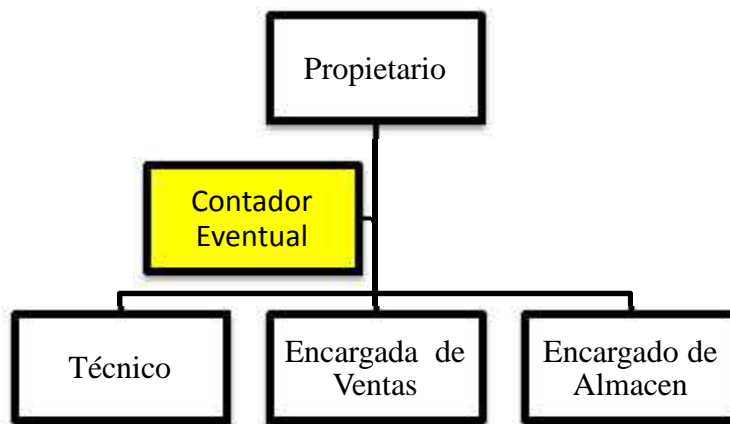 Propietario
Contador
Eventual
Técnico
Encargada de
Ventas
Encargado de
Almacen